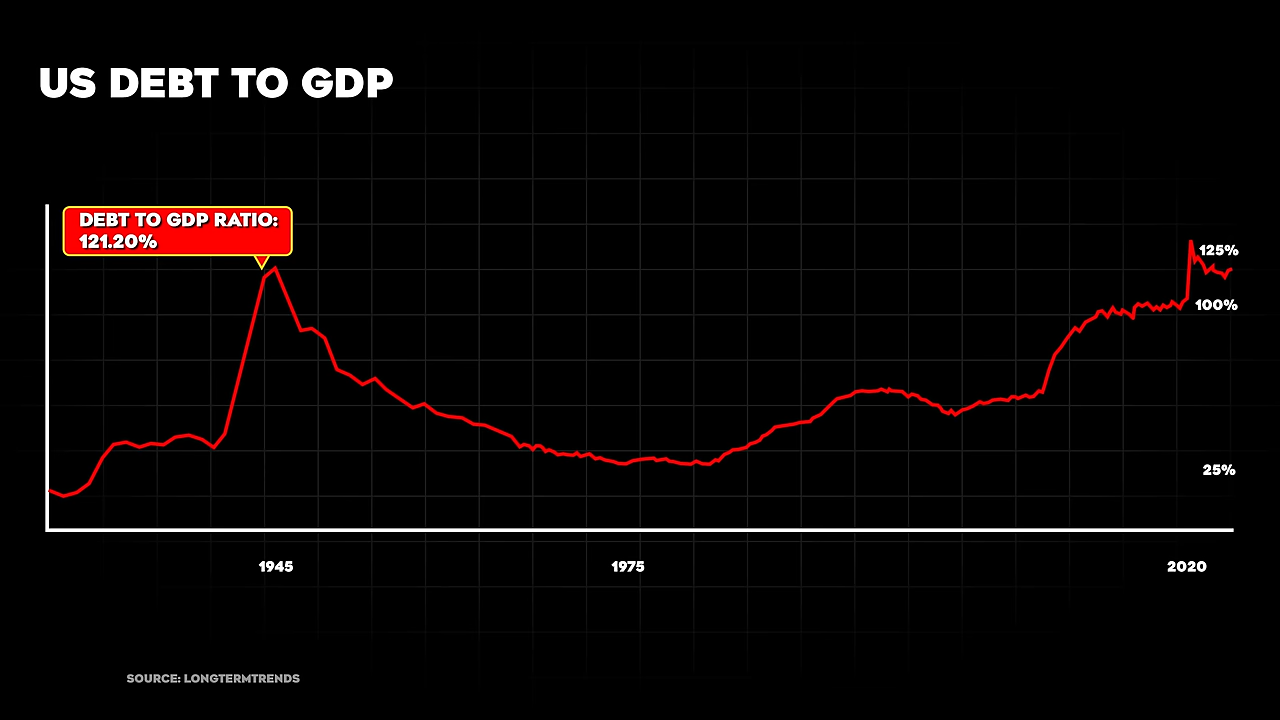 US DEBT TO GDP
DEBT TO GDP RATIO:
121.20%
125%
100%
25%
1945
1975
2020
SOURCE: LONGTERMTRENDS